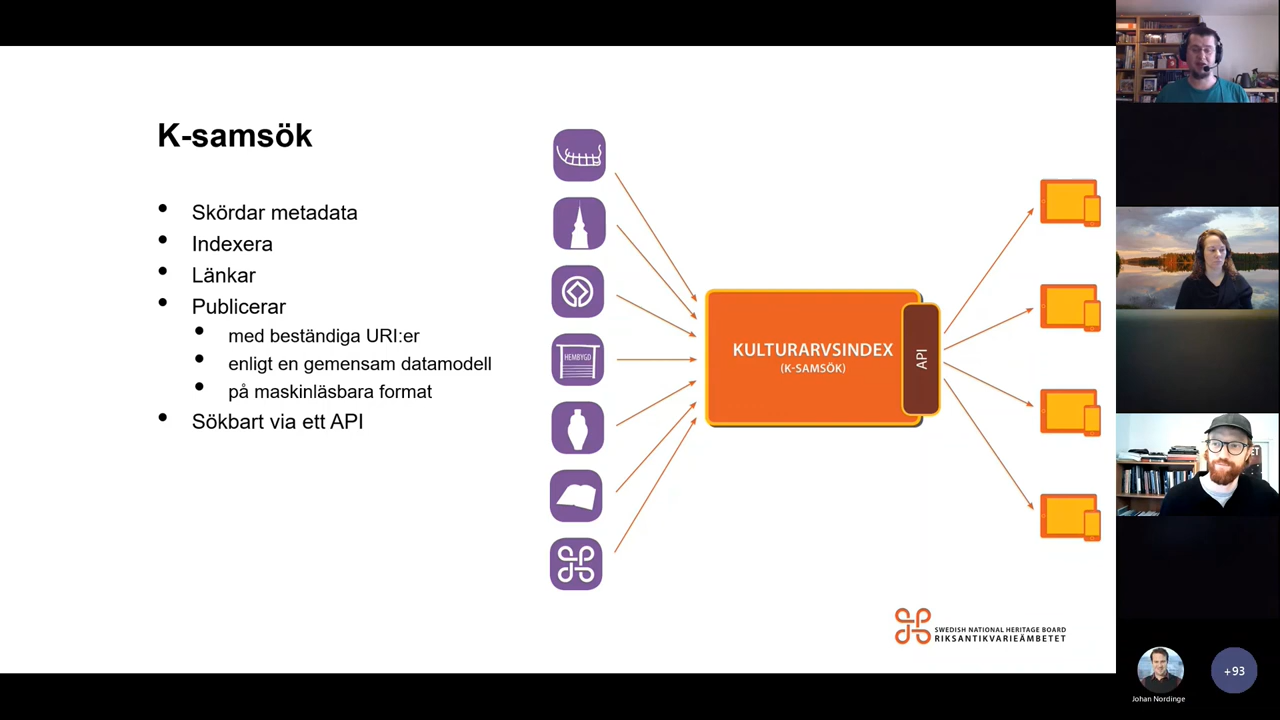 K-samsök
Skördar metadata
Indexera
Länkar
Publicerar
med beständiga URI:er
enligt en gemensam datamodell
på maskinläsbara format
Sökbart via ett API
HEMBYGD
KULTURARVSINDEX
(K-SAMSÖK)
API
SWEDISH NATIONAL HERITAGE BOARD
RIKSANTIKVARIEÄMBETET
Johan Nordinge
+93